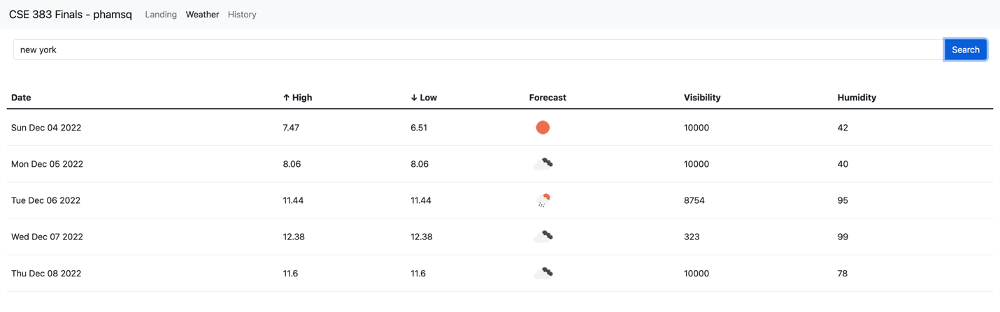 CSE 383 Finals - phamsq Landing Weather History
new york Search
Date ↑ High ↓ Low Forecast Visibility Humidity
Sun Dec 04 2022 7.47 6.51 10000 42
Mon Dec 05 2022 8.06 8.06 10000 40
Tue Dec 06 2022 11.44 11.44 8754 95
Wed Dec 07 2022 12.38 12.38 323 99
Thu Dec 08 2022 11.6 11.6 10000 78